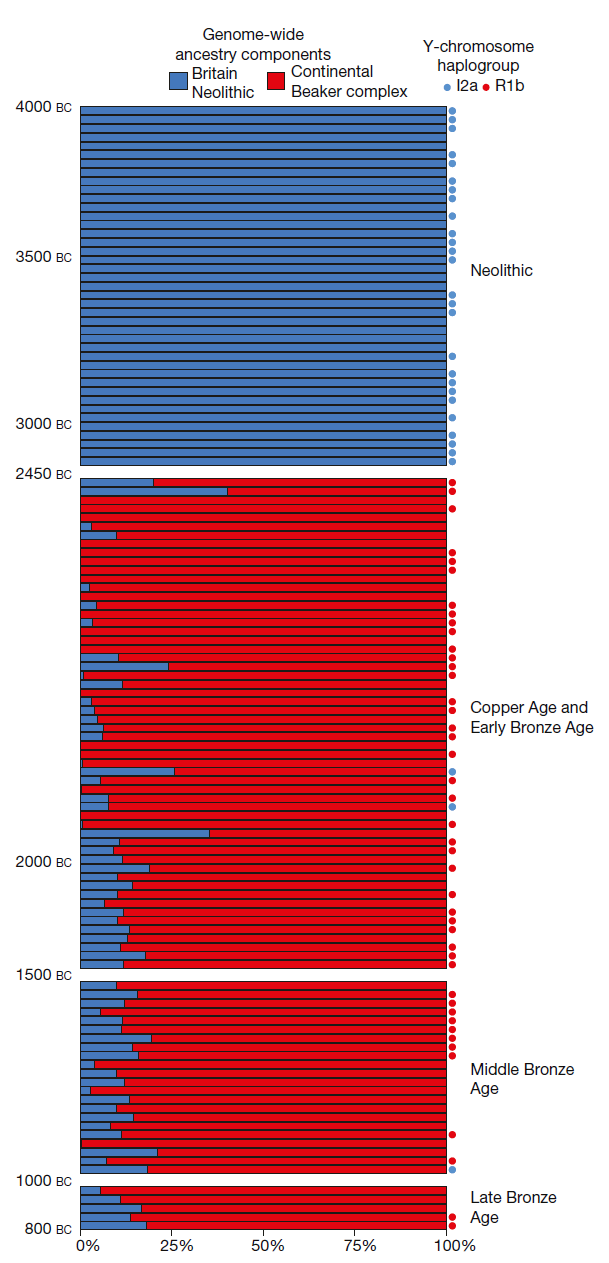 Genome-wide
ancestry components
Britain
Neolithic
Continental
Beaker complex
Y-chromosome
haplogroup
I2a
R1b
4000 BC
3500 BC
Neolithic
3000 BC
2450 BC
Copper Age and
Early Bronze Age
2000 BC
1500 BC
Middle Bronze
Age
1000 BC
Late Bronze
Age
800 BC
0% 25% 50% 75% 100%